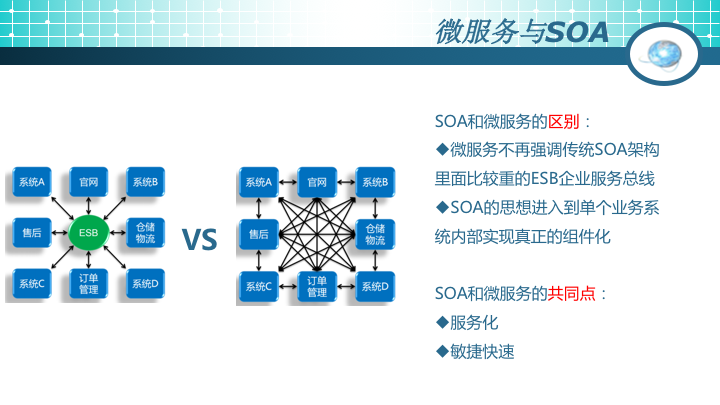 微服务与SOA
系统A
官网
系统B
售后
ESB
仓储
物流
系统C
订单
管理
系统D
VS
系统A
官网
系统B
售后
仓储
物流
系统C
订单
管理
系统D
SOA和微服务的区别：
◆微服务不再强调传统SOA架构
里面比较重的ESB企业服务总线
◆SOA的思想进入到单个业务系
统内部实现真正的组件化
SOA和微服务的共同点：
◆服务化
◆敏捷快速